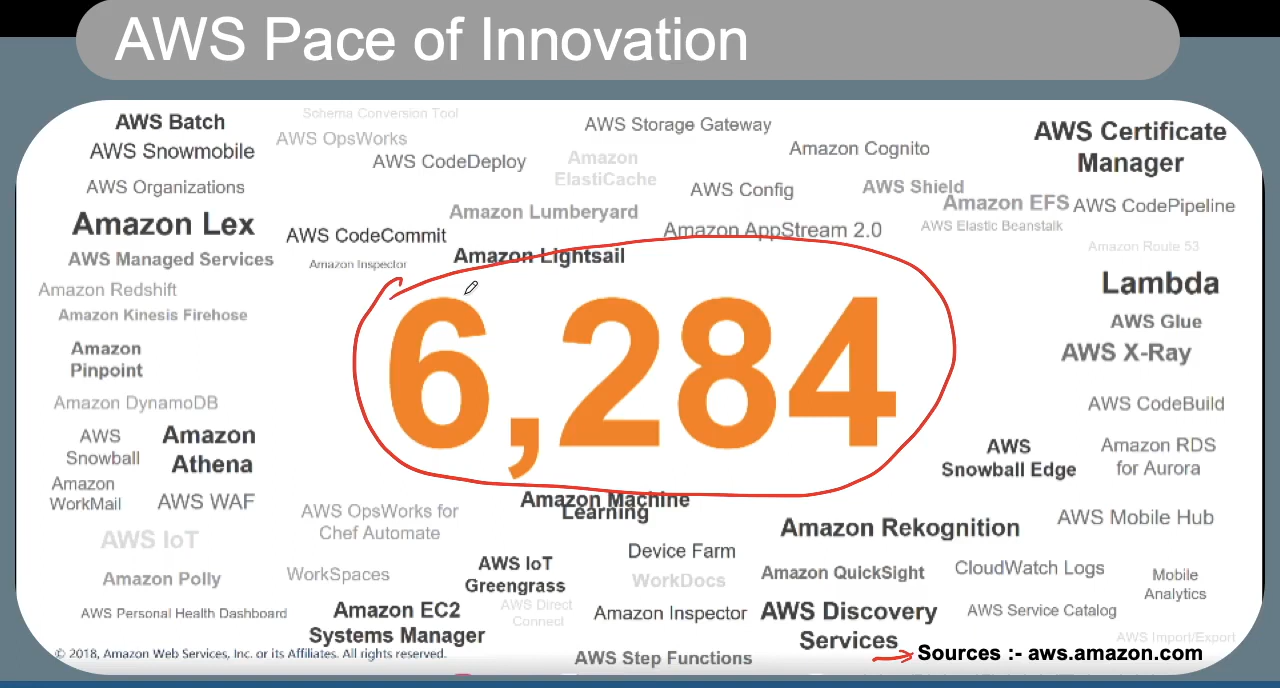 AWS Pace of Innovation
AWS Batch
Schema Conversion Tool
AWS Storage Gateway
AWS Certificate
Manager
AWS Snowmobile
AWS OpsWorks
AWS CodeDeploy
Amazon
ElastiCache
Amazon Cognito
AWS Organizations
AWS Config
AWS Shield
Amazon EFS
AWS CodePipeline
Amazon Lex
Amazon Lumberyard
Amazon AppStream 2.0
AWS Elastic Beanstalk
AWS CodeCommit
Amazon Route 53
AWS Managed Services
Amazon Inspector
Amazon Lightsail
Amazon Redshift
Lambda
Amazon Kinesis Firehose
AWS Glue
6,284
Amazon
Pinpoint
AWS X-Ray
Amazon DynamoDB
AWS CodeBuild
AWS
Snowball
Amazon
Athena
AWS
Snowball Edge
Amazon RDS
for Aurora
Amazon
WorkMail
AWS WAF
AWS OpsWorks for
Chef Automate
Amazon Machine
Learning
Amazon Rekognition
AWS Mobile Hub
AWS IoT
Device Farm
AWS IoT
Greengrass
Amazon Polly
WorkSpaces
WorkDocs
Amazon QuickSight
CloudWatch Logs
Mobile
Analytics
AWS Personal Health Dashboard
Amazon EC2
Systems Manager
AWS Direct
Connect
Amazon Inspector
AWS Discovery
Services
AWS Service Catalog
AWS Import/Export
© 2018, Amazon Web Services, Inc. or its Affiliates. All rights reserved.
AWS Step Functions
Sources :- aws.amazon.com